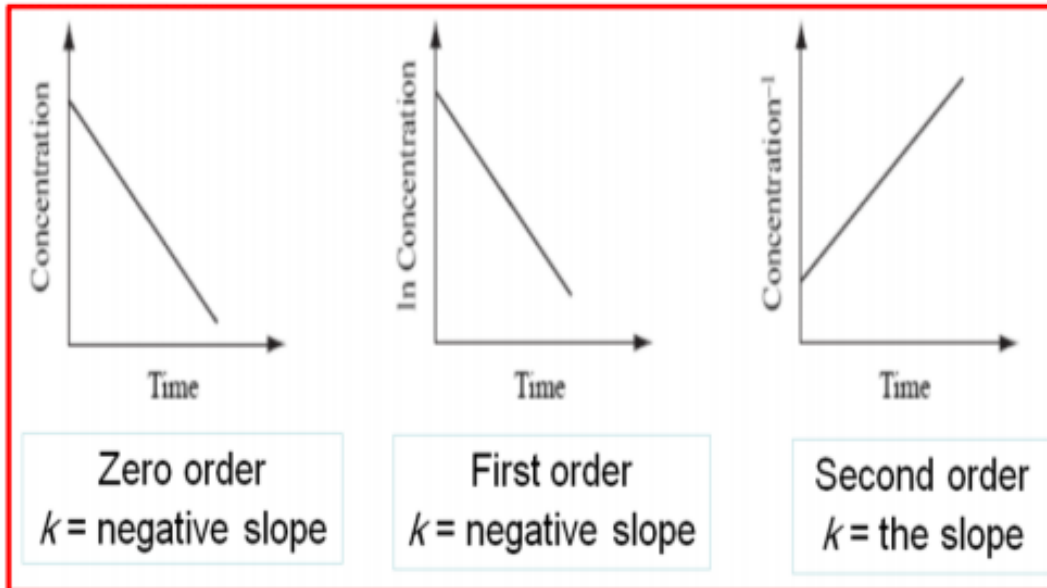 Concentration
Time
Zero order
k = negative slope
ln Concentration
Time
First order
k = negative slope
Concentration⁻¹
Time
Second order
k = the slope